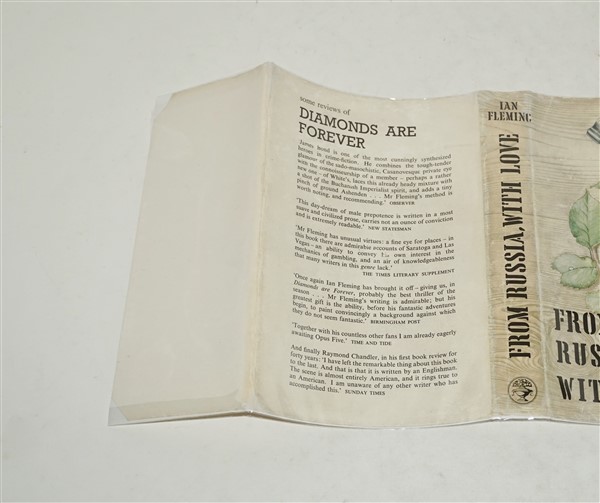 some reviews of
DIAMONDS ARE
FOREVER
James Bond is one of the most cunningly synthesized
heroes in crime-fiction. He combines the tough-tender
glamour of the sado-masochistic, Casanovesque private eye
with the connoisseurship of a member – perhaps a rather
new one – of White's, laces this already heady mixture with
a shot of the Buchanish Imperialist spirit, and adds a tiny
pinch of ground Ashenden . . . Mr Fleming's method is
worth noting, and recommending.' OBSERVER
'This day-dream of male prepotence is written in a most
suave and civilized prose, carries not an ounce of conviction
and is extremely readable.' NEW STATESMAN
'Mr Fleming has unusual virtues: a fine eye for places – in
this book there are admirable accounts of Saratoga and Las
Vegas – an ability to convey his own interest in the
mechanics of gambling, and an air of knowledgeableness
that many writers in this genre lack.'
THE TIMES LITERARY SUPPLEMENT
'Once again Ian Fleming has brought it off – giving us, in
Diamonds are Forever, probably the best thriller of the
season . . . Mr Fleming's writing is admirable; but his
greatest gift is the ability, before his fantastic adventures
begin, to paint convincingly a background against which
they do not seem fantastic.' BIRMINGHAM POST
'Together with his countless other fans I am already eagerly
awaiting Opus Five.' TIME AND TIDE
And finally Raymond Chandler, in his first book review for
forty years: 'I have left the remarkable thing about this book
to the last. And that is that it is written by an Englishman.
The scene is almost entirely American, and it rings true to
an American. I am unaware of any other writer who has
accomplished this.' SUNDAY TIMES
IAN
FLEMING
FROM RUSSIA, WITH LOVE
FRO
RUS
WIT